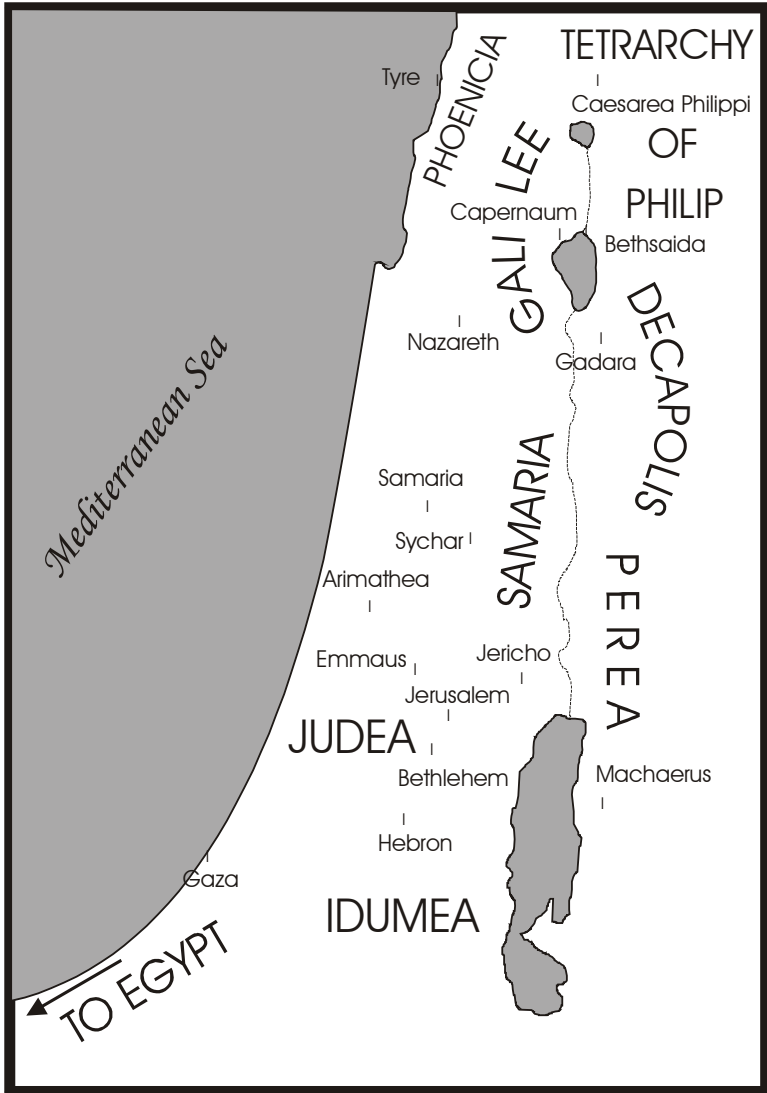 TETRARCHY
Tyre
PHOENICIA
Caesarea Philippi
OF
GALI LEE
PHILIP
Capernaum
Bethsaida
DECAPOLIS
Nazareth
Gadara
Mediterranean Sea
Samaria
SAMARIA
Sychar
PEREA
Arimathea
Emmaus
Jericho
Jerusalem
JUDEA
Bethlehem
Machaerus
Hebron
Gaza
IDUMEA
TO EGYPT